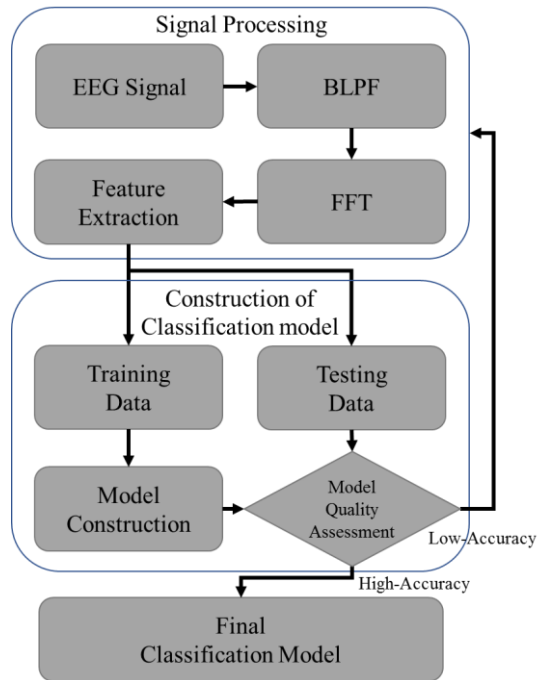 Signal Processing
EEG Signal
BLPF
Feature
Extraction
FFT
Construction of
Classification model
Training
Data
Testing
Data
Model
Construction
Model
Quality
Assessment
Low-Accuracy
High-Accuracy
Final
Classification Model